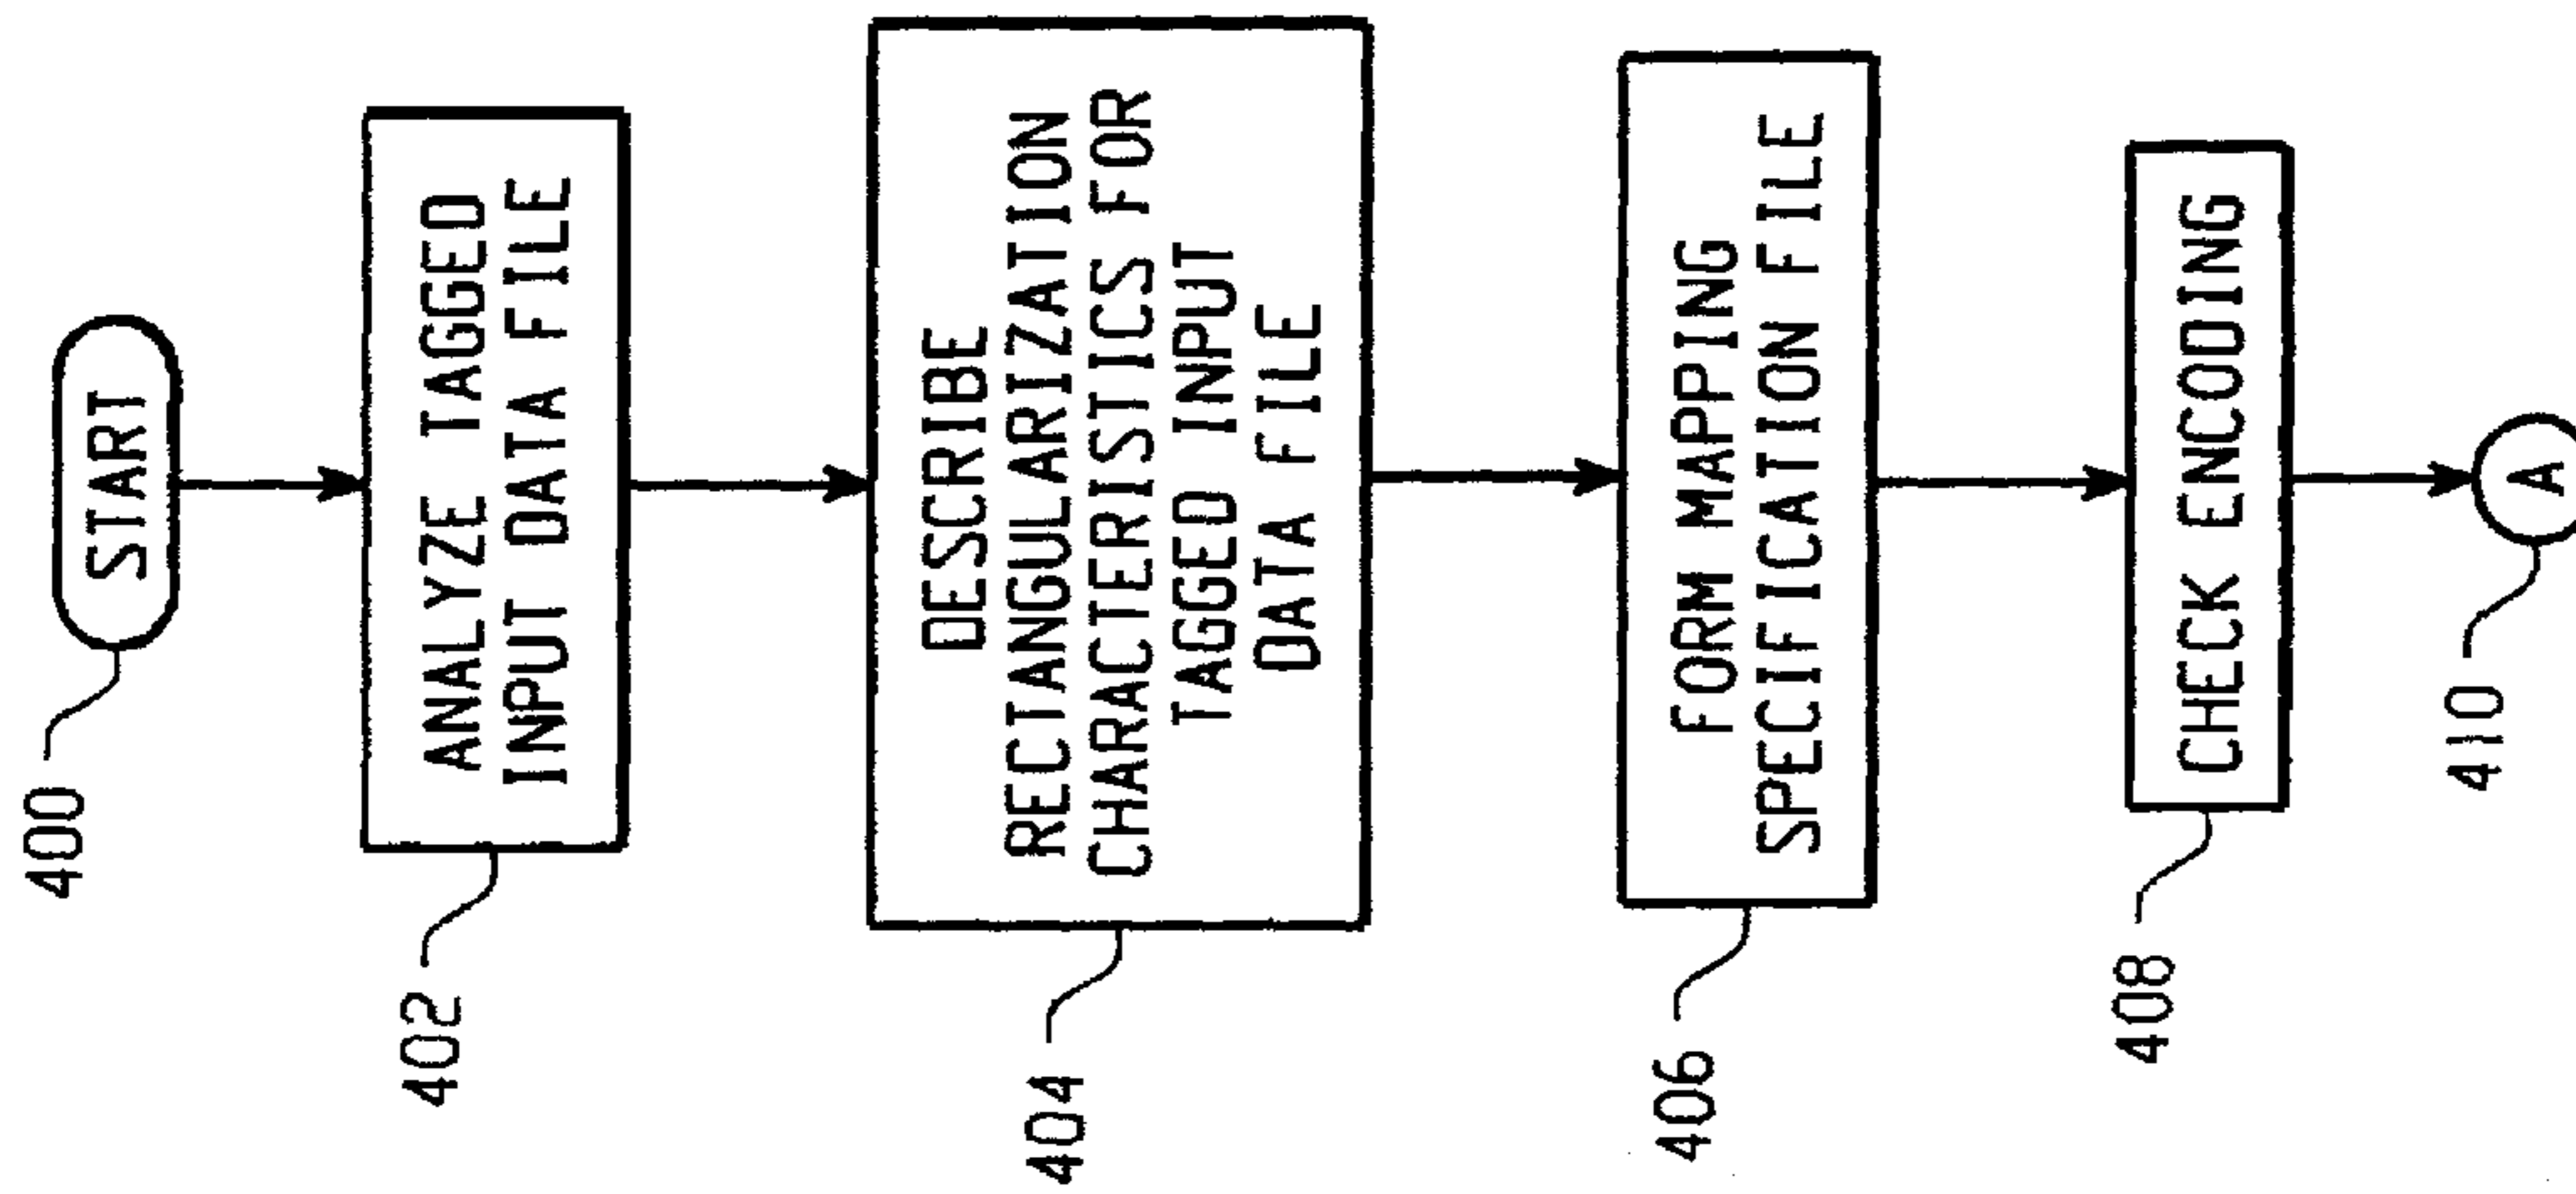 400
START
402
ANALYZE TAGGED
INPUT DATA FILE
404
DESCRIBE
RECTANGULARIZATION
CHARACTERISTICS FOR
TAGGED INPUT
DATA FILE
406
FORM MAPPING
SPECIFICATION FILE
408
CHECK ENCODING
410
A